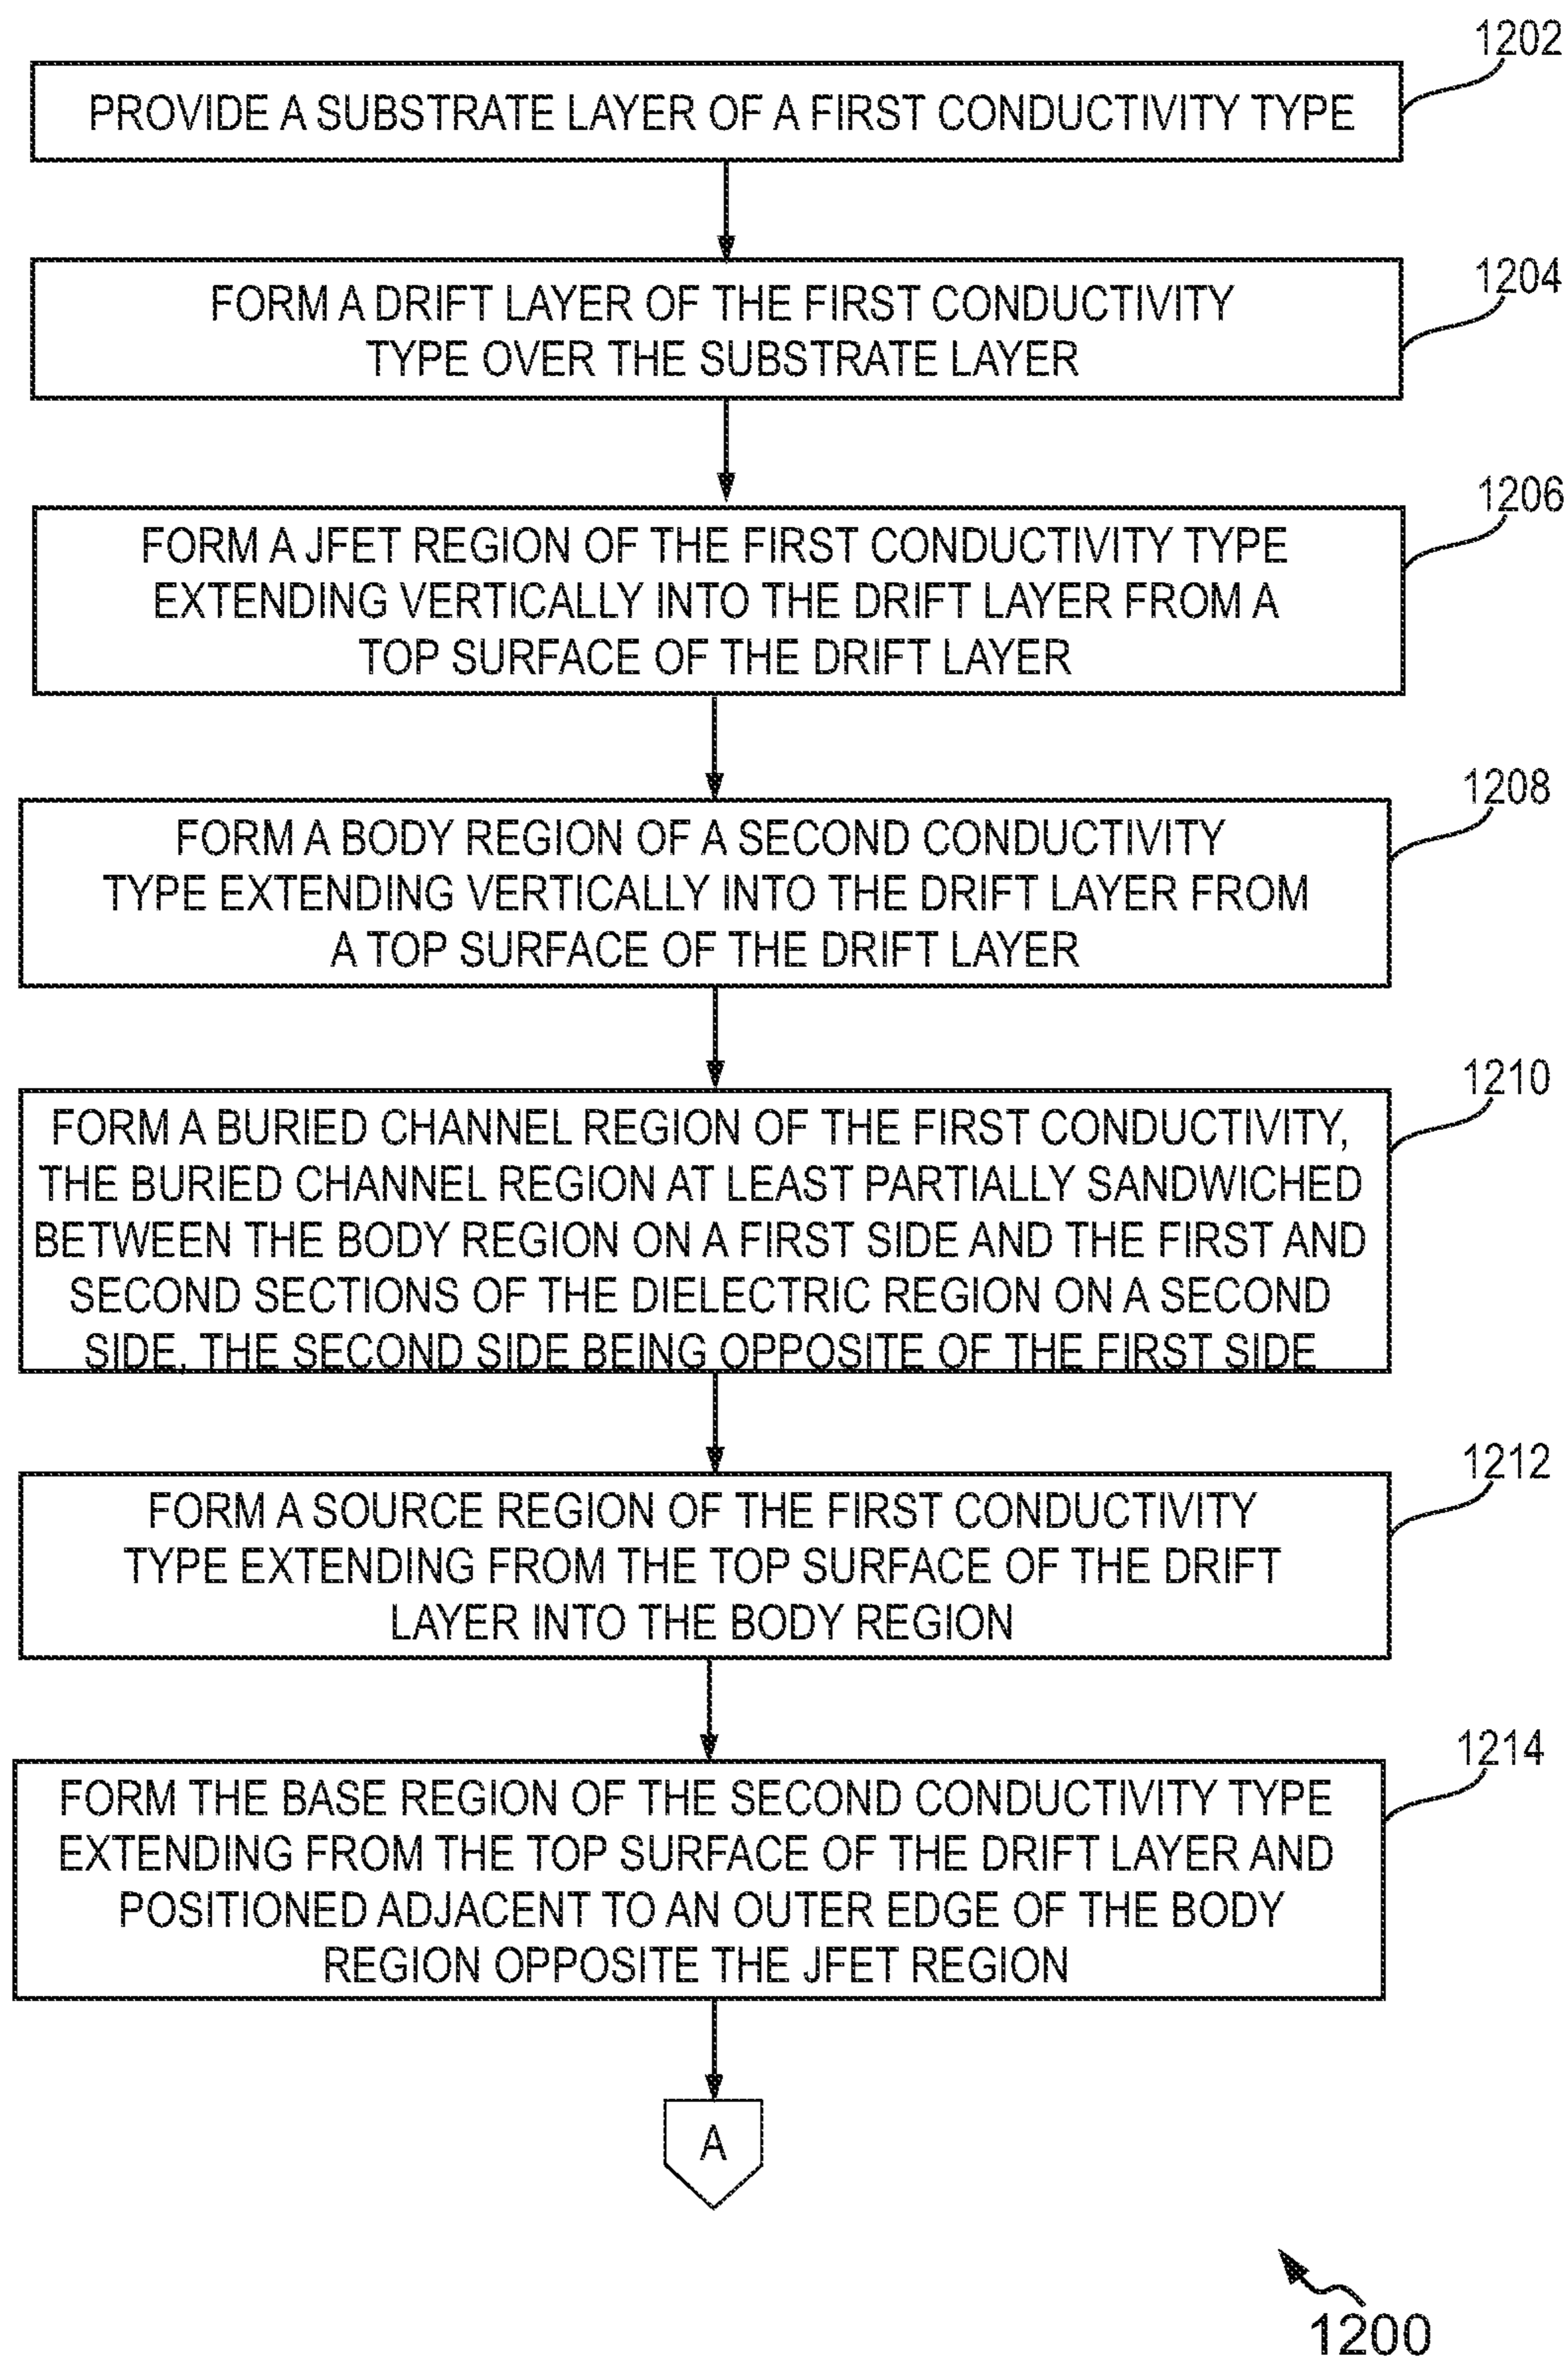 1202
PROVIDE A SUBSTRATE LAYER OF A FIRST CONDUCTIVITY TYPE
1204
FORM A DRIFT LAYER OF THE FIRST CONDUCTIVITY
TYPE OVER THE SUBSTRATE LAYER
1206
FORM A JFET REGION OF THE FIRST CONDUCTIVITY TYPE
EXTENDING VERTICALLY INTO THE DRIFT LAYER FROM A
TOP SURFACE OF THE DRIFT LAYER
1208
FORM A BODY REGION OF A SECOND CONDUCTIVITY
TYPE EXTENDING VERTICALLY INTO THE DRIFT LAYER FROM
A TOP SURFACE OF THE DRIFT LAYER
1210
FORM A BURIED CHANNEL REGION OF THE FIRST CONDUCTIVITY,
THE BURIED CHANNEL REGION AT LEAST PARTIALLY SANDWICHED
BETWEEN THE BODY REGION ON A FIRST SIDE AND THE FIRST AND
SECOND SECTIONS OF THE DIELECTRIC REGION ON A SECOND
SIDE, THE SECOND SIDE BEING OPPOSITE OF THE FIRST SIDE
1212
FORM A SOURCE REGION OF THE FIRST CONDUCTIVITY
TYPE EXTENDING FROM THE TOP SURFACE OF THE DRIFT
LAYER INTO THE BODY REGION
1214
FORM THE BASE REGION OF THE SECOND CONDUCTIVITY TYPE
EXTENDING FROM THE TOP SURFACE OF THE DRIFT LAYER AND
POSITIONED ADJACENT TO AN OUTER EDGE OF THE BODY
REGION OPPOSITE THE JFET REGION
A
1200